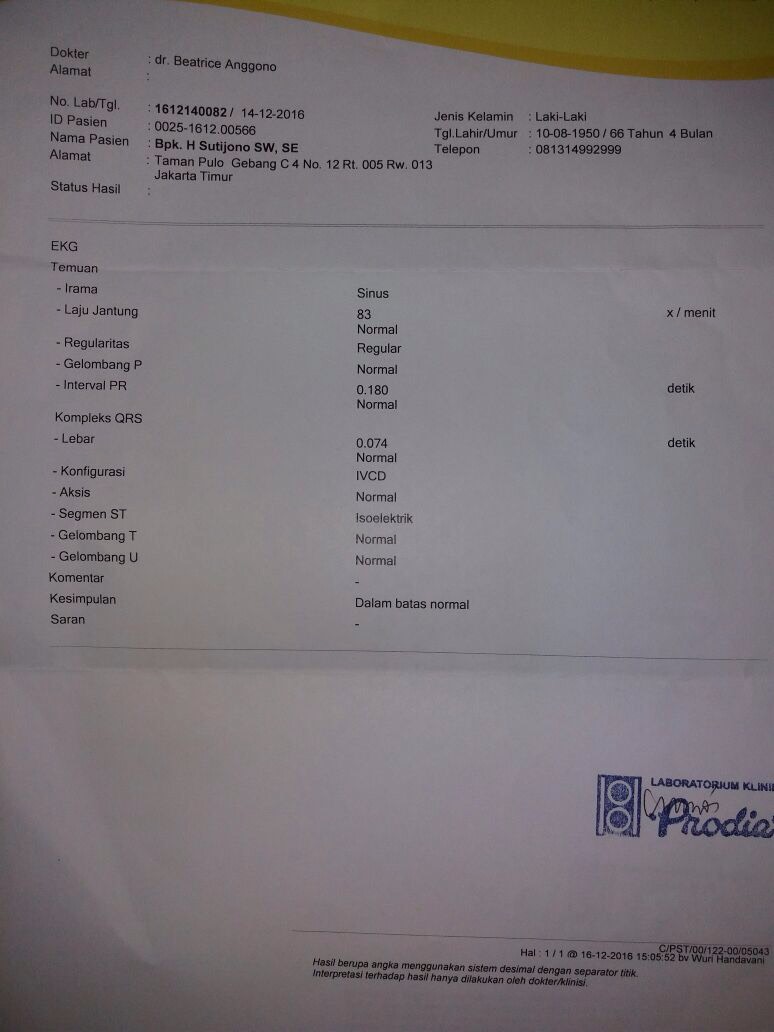 Dokter : dr. Beatrice Anggono
Alamat :
No. Lab/Tgl. : 1612140082 / 14-12-2016
ID Pasien : 0025-1612.00566
Nama Pasien : Bpk. H Sutijono SW, SE
Alamat : Taman Pulo Gebang C 4 No. 12 Rt. 005 Rw. 013
Jakarta Timur
Status Hasil :
Jenis Kelamin : Laki-Laki
Tgl.Lahir/Umur : 10-08-1950 / 66 Tahun 4 Bulan
Telepon : 081314992999
EKG
Temuan
- Irama Sinus
- Laju Jantung 83 x / menit
Normal
- Regularitas Regular
- Gelombang P Normal
- Interval PR 0.180 detik
Normal
Kompleks QRS
- Lebar 0.074 detik
Normal
- Konfigurasi IVCD
- Aksis Normal
- Segmen ST Isoelektrik
- Gelombang T Normal
- Gelombang U Normal
Komentar -
Kesimpulan Dalam batas normal
Saran -
LABORATORIUM KLINI
Prodia
C/PST/00/122-00/05043
Hal : 1 / 1 @ 16-12-2016 15:05:52 by Wuri Handayani
Hasil berupa angka menggunakan sistem desimal dengan separator titik.
Interpretasi terhadap hasil hanya dilakukan oleh dokter/klinisi.